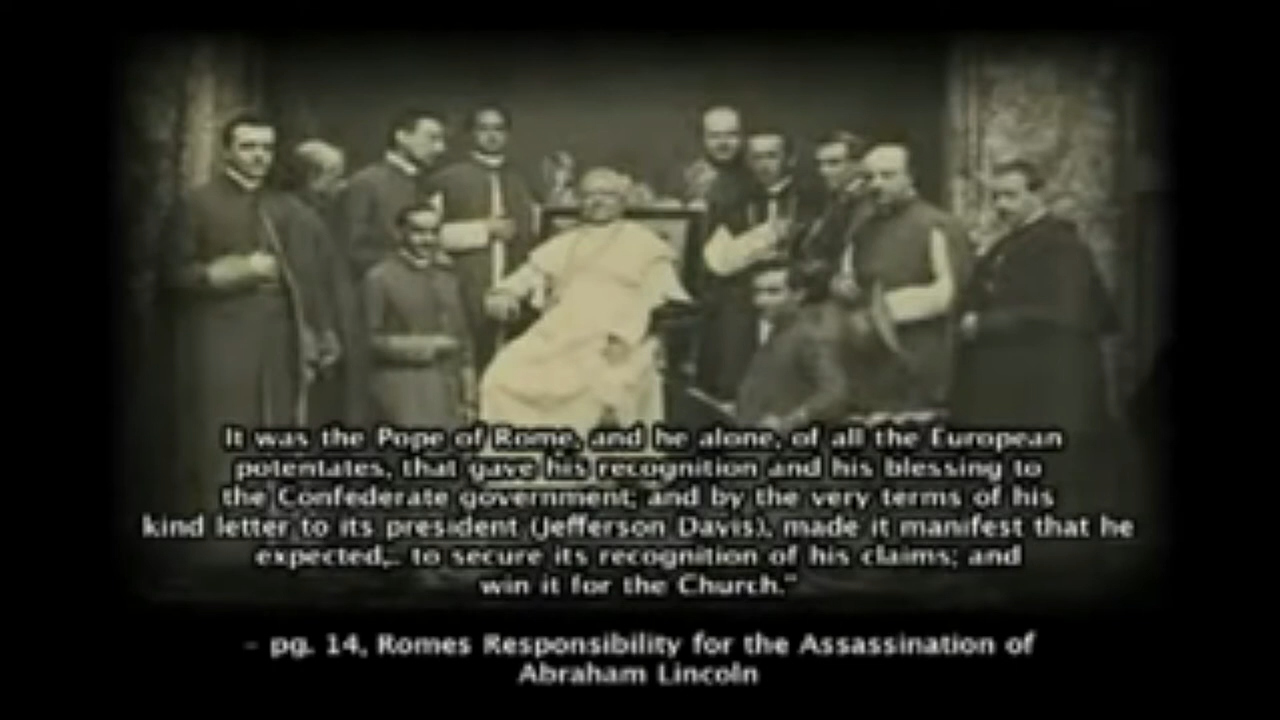 It was the Pope of Rome, and he alone, of all the European
potentates, that gave his recognition and his blessing to
the Confederate government; and by the very terms of his
kind letter to its president (Jefferson Davis), made it manifest that he
expected,.. to secure its recognition of his claims; and
win it for the Church."
- pg. 14, Romes Responsibility for the Assassination of
Abraham Lincoln